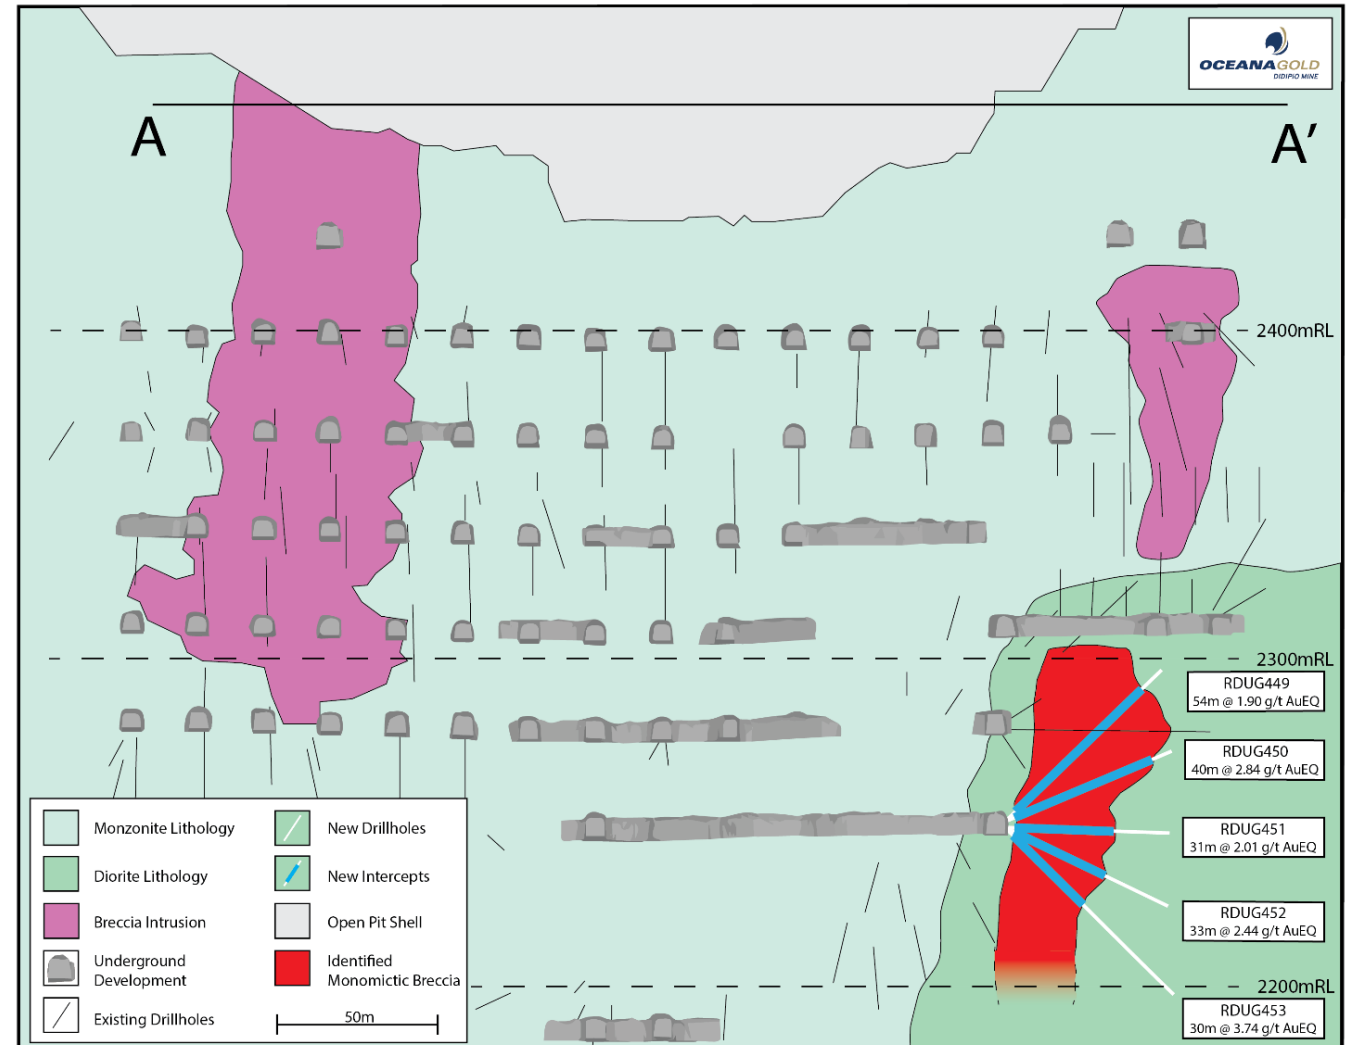 OCEANAGOLD
DIDIPIO MINE
A
A′
2400mRL
2300mRL
RDUG449
54m @ 1.90 g/t AuEQ
RDUG450
40m @ 2.84 g/t AuEQ
RDUG451
31m @ 2.01 g/t AuEQ
RDUG452
33m @ 2.44 g/t AuEQ
2200mRL
RDUG453
30m @ 3.74 g/t AuEQ
Monzonite Lithology
Diorite Lithology
Breccia Intrusion
Underground
Development
Existing Drillholes
New Drillholes
New Intercepts
Open Pit Shell
Identified
Monomictic Breccia
50m